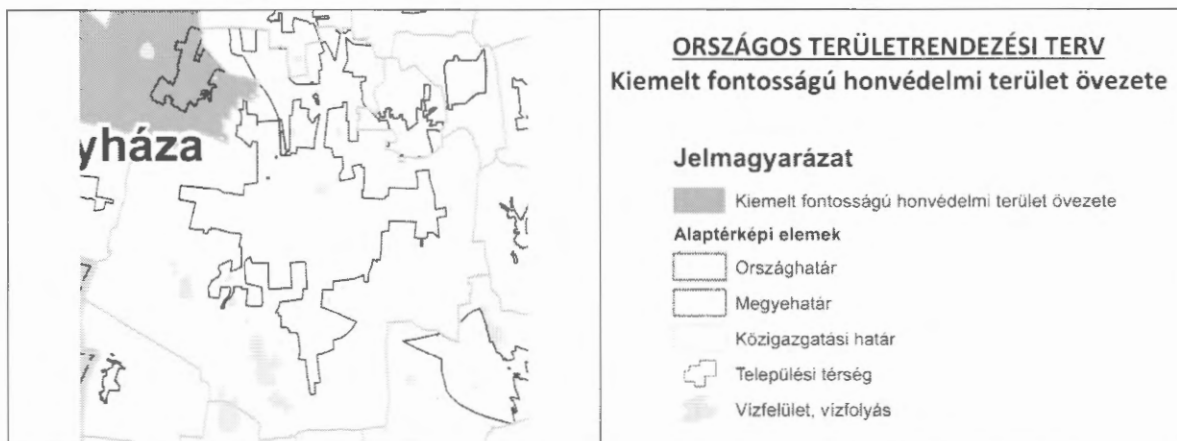 yháza
ORSZÁGOS TERÜLETRENDEZÉSI TERV
Kiemelt fontosságú honvédelmi terület övezete
Jelmagyarázat
Kiemelt fontosságú honvédelmi terület övezete
Alaptérképi elemek
Országhatár
Megyehatár
Közigazgatási határ
Települési térség
Vízfelület, vízfolyás